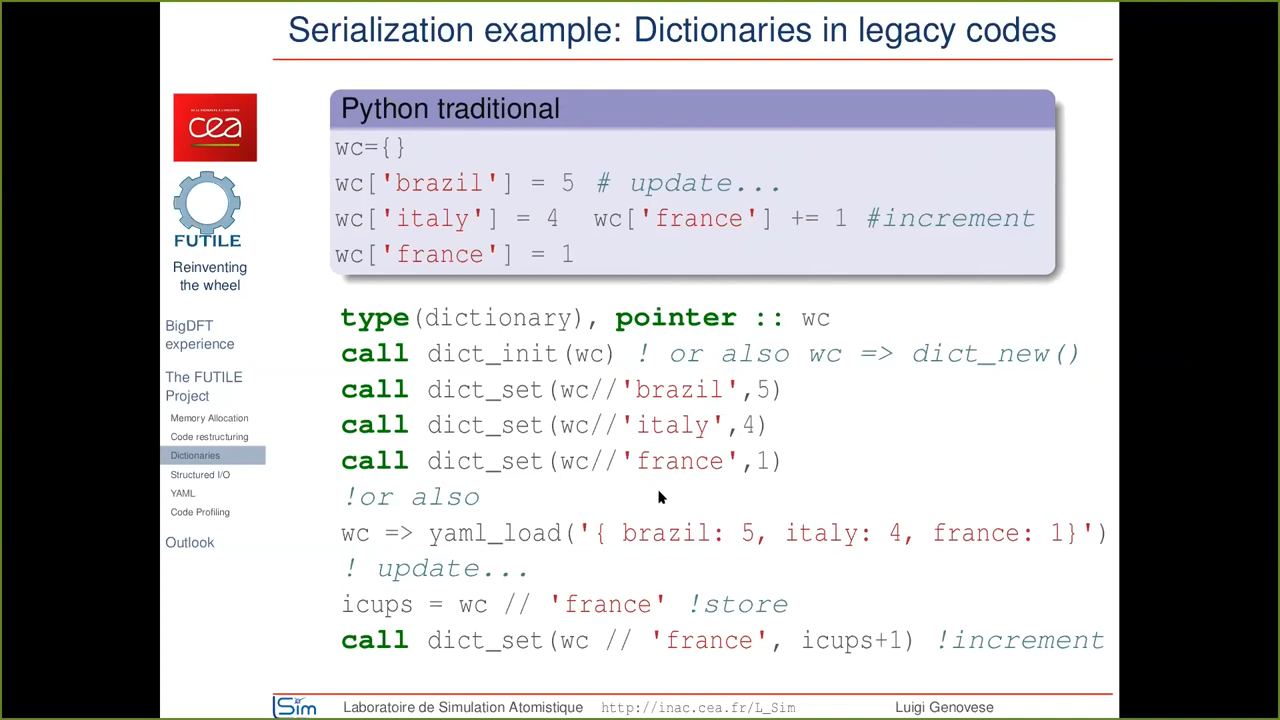 Serialization example: Dictionaries in legacy codes
cea
FUTILE
Reinventing
the wheel
BigDFT
experience
The FUTILE
Project
Memory Allocation
Code restructuring
Dictionaries
Structured I/O
YAML
Code Profiling
Outlook
Python traditional
wc={}
wc['brazil'] = 5 # update...
wc['italy'] = 4 wc['france'] += 1 #increment
wc['france'] = 1
type(dictionary), pointer :: wc
call dict_init(wc) ! or also wc => dict_new()
call dict_set(wc//'brazil',5)
call dict_set(wc//'italy',4)
call dict_set(wc//'france',1)
!or also
wc => yaml_load('{ brazil: 5, italy: 4, france: 1}')
! update...
icups = wc // 'france' !store
call dict_set(wc // 'france', icups+1) !increment
L_Sim Laboratoire de Simulation Atomistique http://inac.cea.fr/L_Sim Luigi Genovese